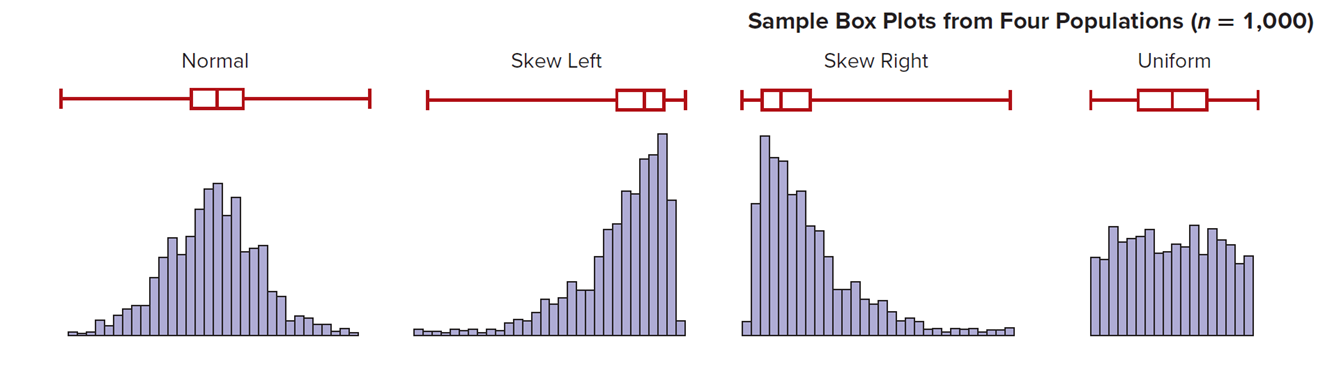 Sample Box Plots from Four Populations (n = 1,000)
Normal
Skew Left
Skew Right
Uniform